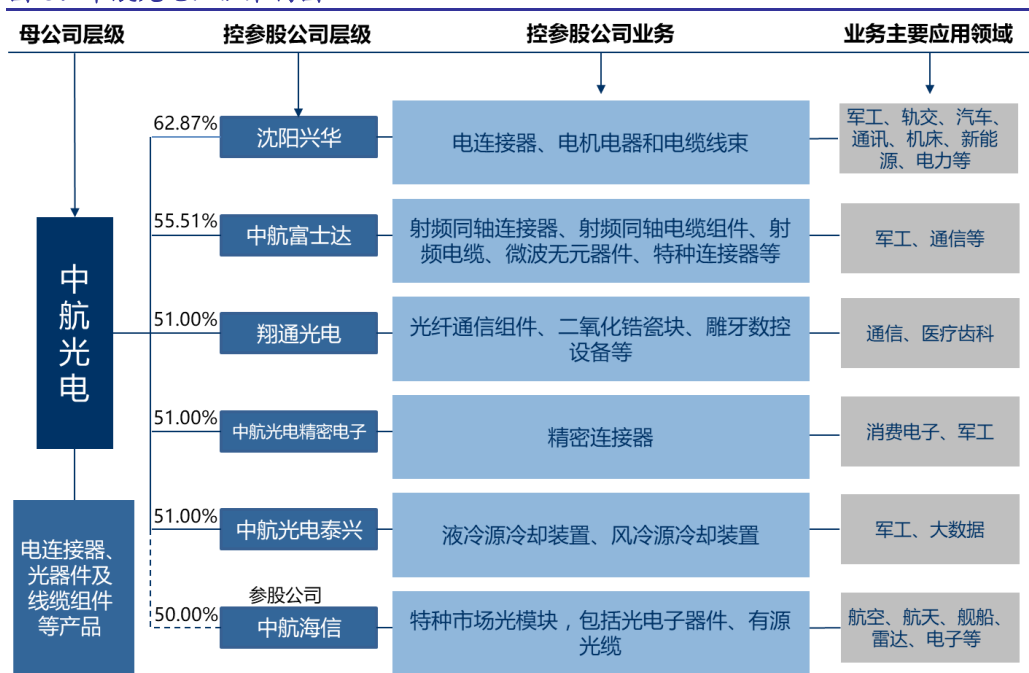 母公司层级
控参股公司层级
控参股公司业务
业务主要应用领域
中
航
光
电
电连接器、
光器件及
线缆组件
等产品
62.87%
沈阳兴华
电连接器、电机电器和电缆线束
军工、轨交、汽车、
通讯、机床、新能
源、电力等
55.51%
中航富士达
射频同轴连接器、射频同轴电缆组件、射
频电缆、微波无元器件、特种连接器等
军工、通信等
51.00%
翔通光电
光纤通信组件、二氧化锆瓷块、雕牙数控
设备等
通信、医疗齿科
51.00%
中航光电精密电子
精密连接器
消费电子、军工
51.00%
中航光电泰兴
液冷源冷却装置、风冷源冷却装置
军工、大数据
参股公司
50.00%
中航海信
特种市场光模块，包括光电子器件、有源
光缆
航空、航天、舰船、
雷达、电子等